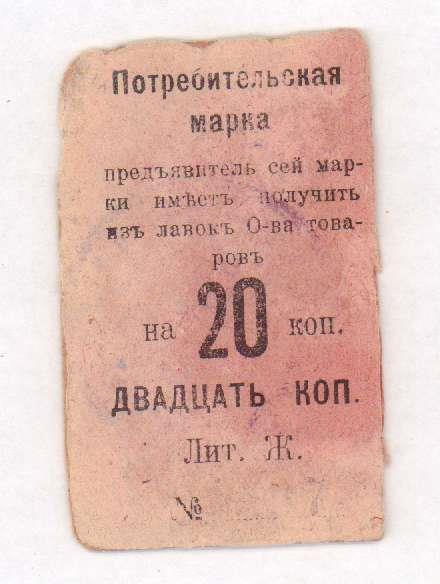 Потребительская
марка
предъявитель сей мар-
ки имѣетъ получить
изъ лавокъ О-ва това-
ровъ
на 20 коп.
ДВАДЦАТЬ КОП.
Лит. Ж.
№